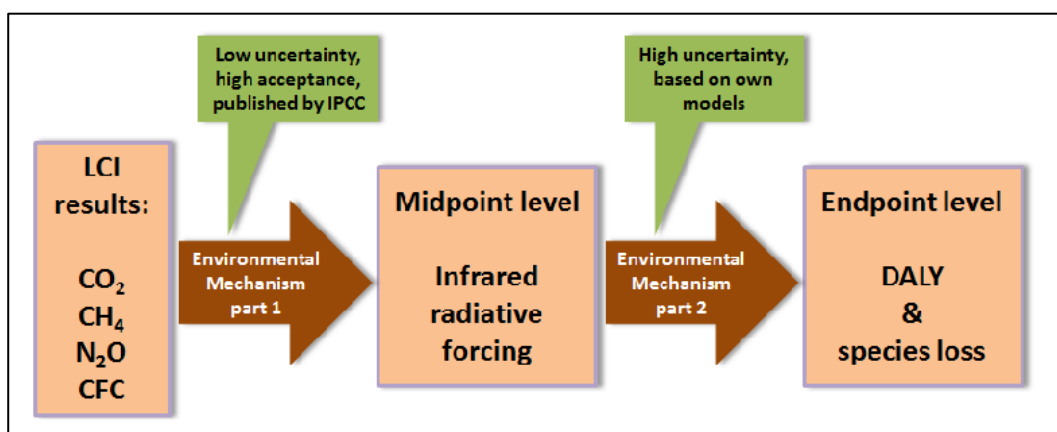 Low uncertainty,
high acceptance,
published by IPCC
High uncertainty,
based on own
models
LCI
results:
CO₂
CH₄
N₂O
CFC
Environmental
Mechanism
part 1
Midpoint level
Infrared
radiative
forcing
Environmental
Mechanism
part 2
Endpoint level
DALY
&
species loss